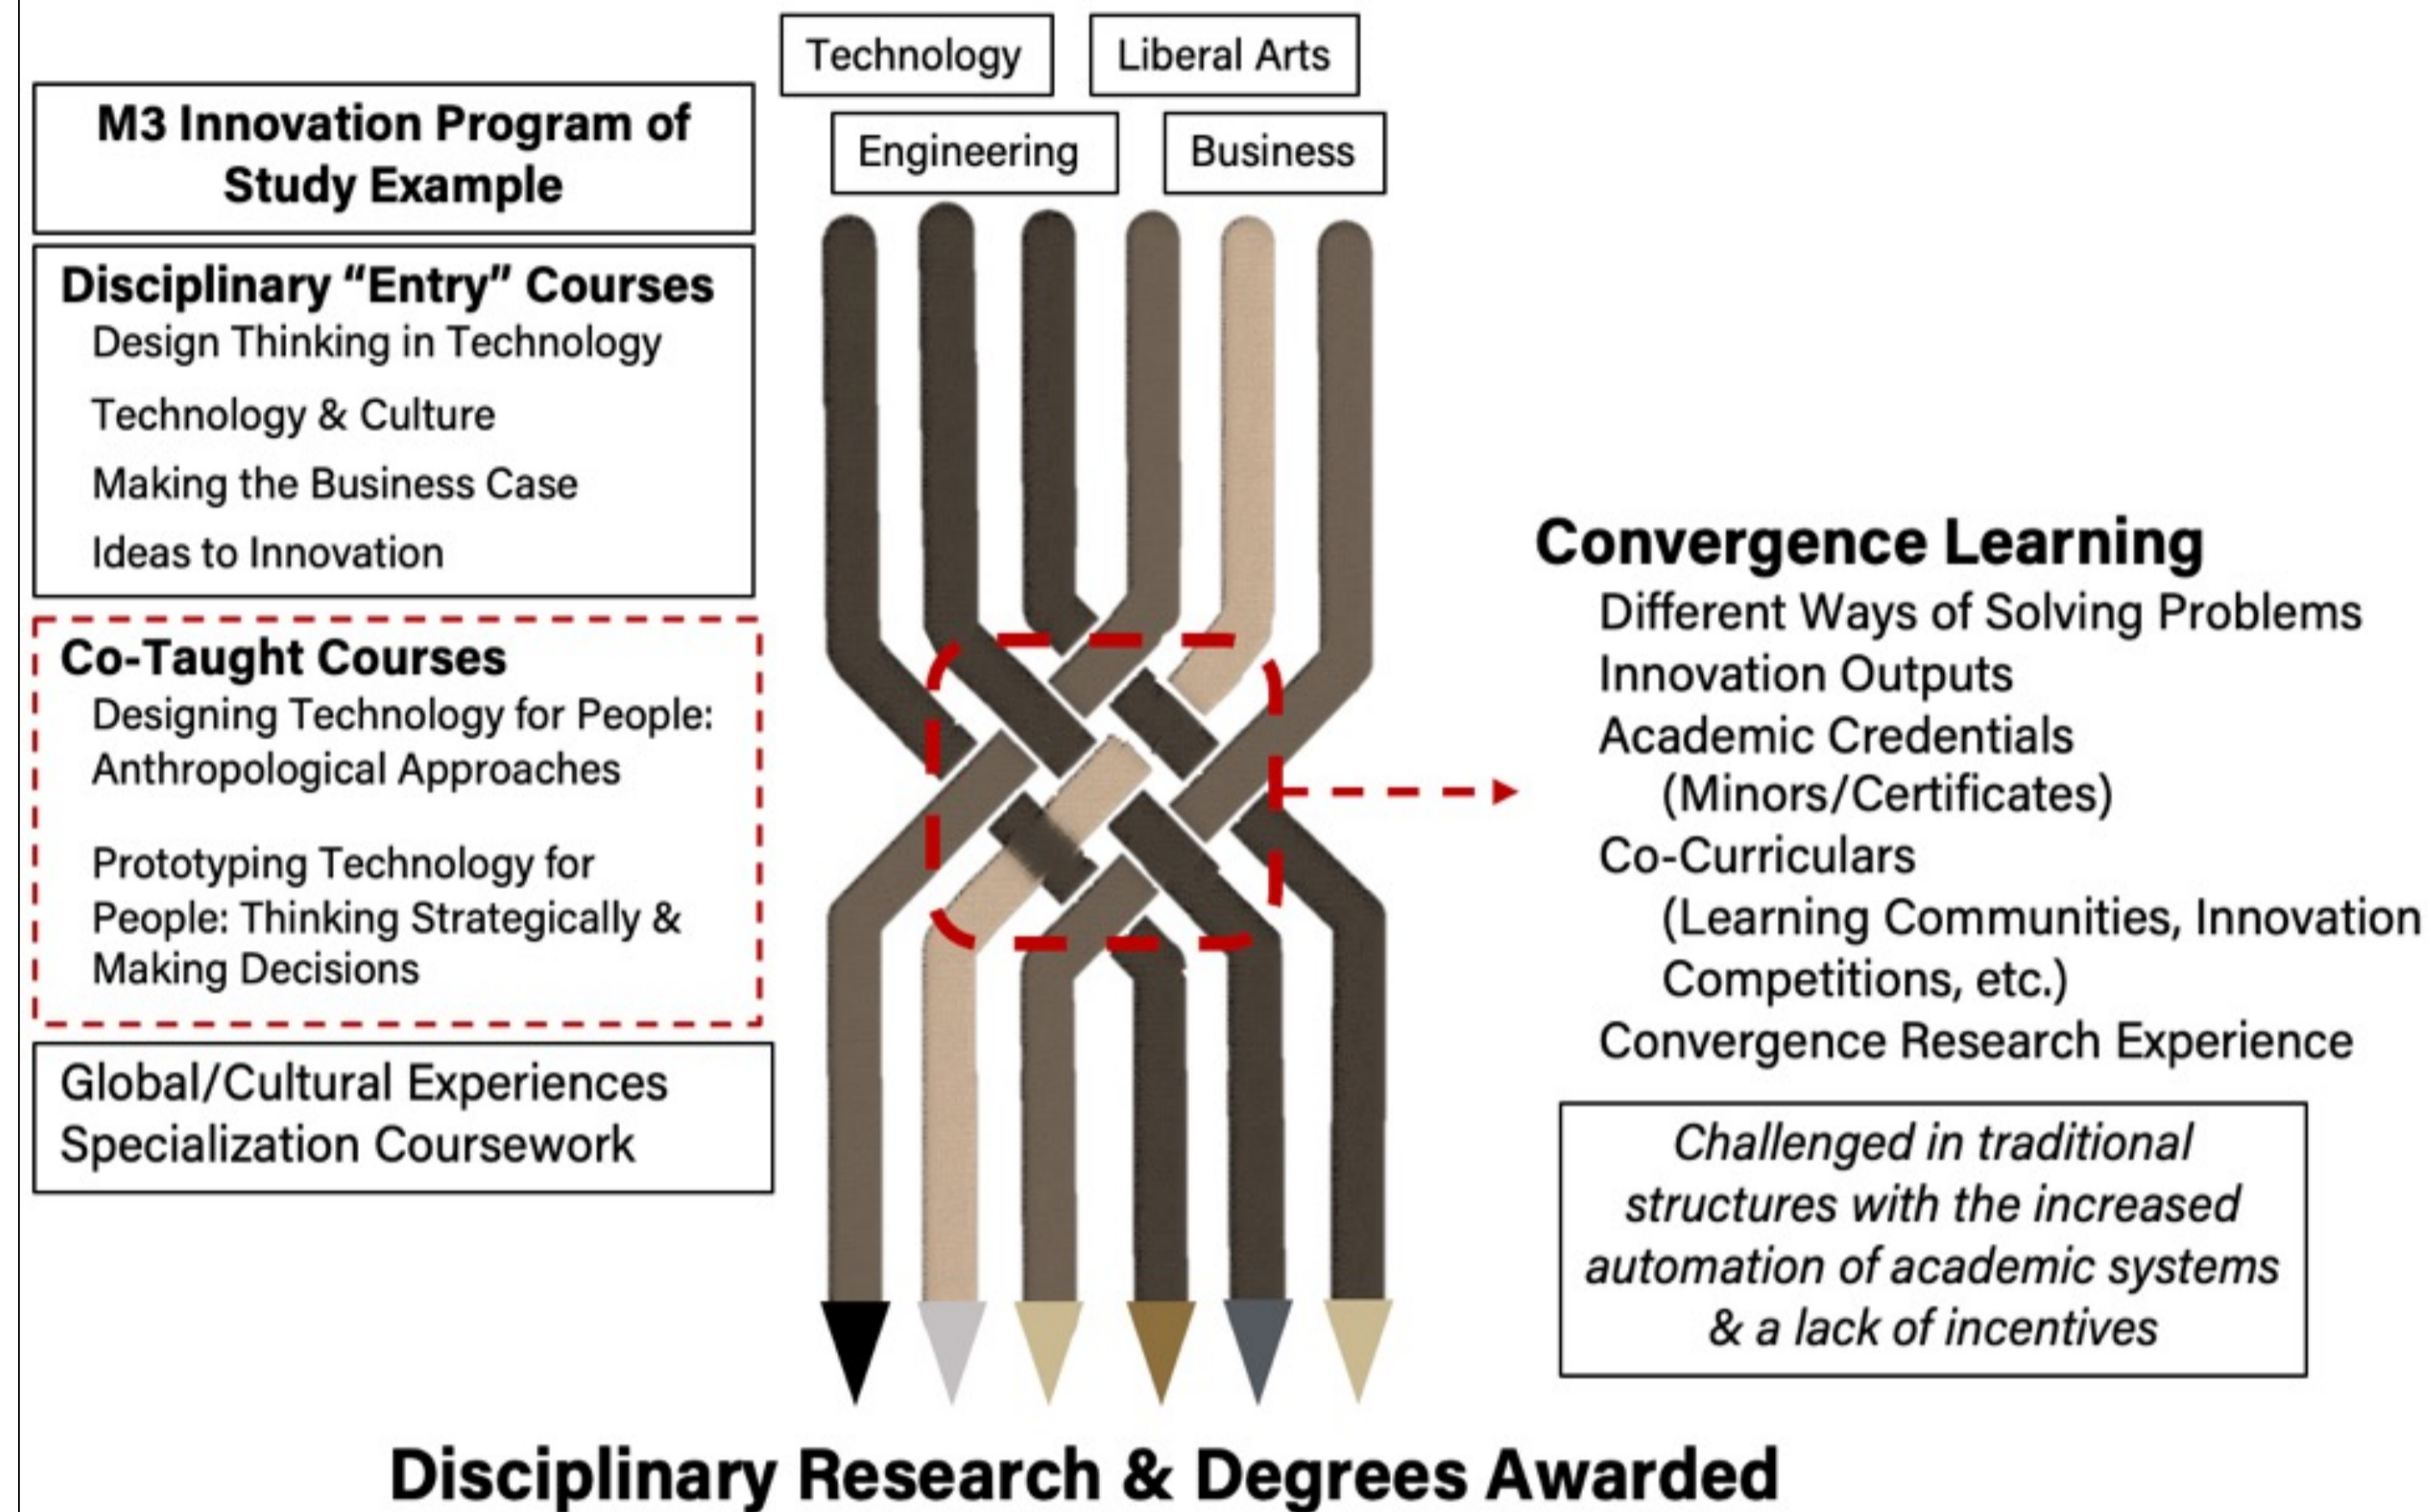 Technology
Liberal Arts
Engineering
Business
M3 Innovation Program of
Study Example
Disciplinary “Entry” Courses
Design Thinking in Technology
Technology & Culture
Making the Business Case
Ideas to Innovation
Co-Taught Courses
Designing Technology for People:
Anthropological Approaches
Prototyping Technology for
People: Thinking Strategically &
Making Decisions
Global/Cultural Experiences
Specialization Coursework
Convergence Learning
Different Ways of Solving Problems
Innovation Outputs
Academic Credentials
(Minors/Certificates)
Co-Curriculars
(Learning Communities, Innovation
Competitions, etc.)
Convergence Research Experience
Challenged in traditional
structures with the increased
automation of academic systems
& a lack of incentives
Disciplinary Research & Degrees Awarded